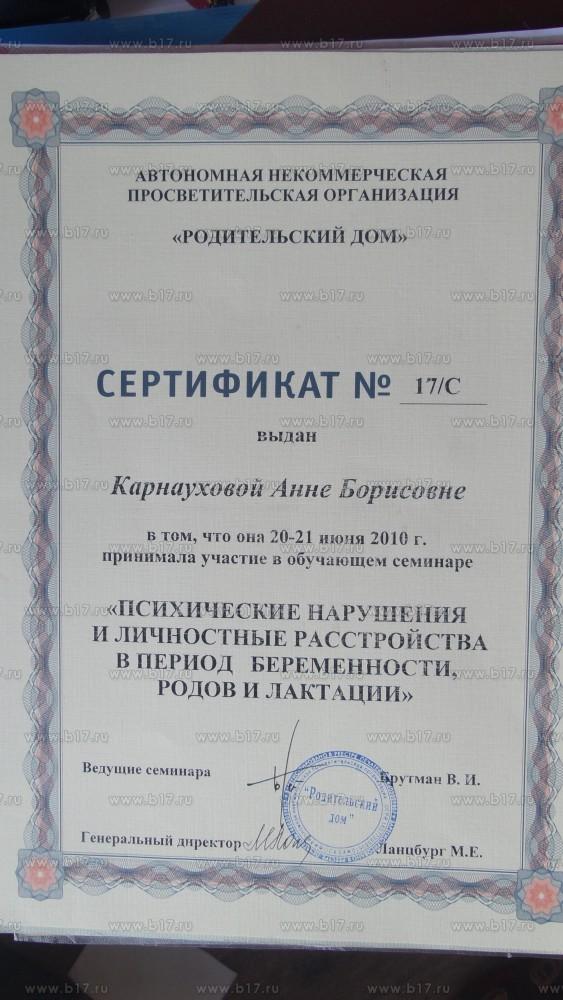 АВТОНОМНАЯ НЕКОММЕРЧЕСКАЯ
ПРОСВЕТИТЕЛЬСКАЯ ОРГАНИЗАЦИЯ
«РОДИТЕЛЬСКИЙ ДОМ»
СЕРТИФИКАТ № 17/С
выдан
Карнауховой Анне Борисовне
в том, что она 20-21 июня 2010 г.
принимала участие в обучающем семинаре
«ПСИХИЧЕСКИЕ НАРУШЕНИЯ
И ЛИЧНОСТНЫЕ РАССТРОЙСТВА
В ПЕРИОД БЕРЕМЕННОСТИ,
РОДОВ И ЛАКТАЦИИ»
Ведущие семинара Брутман В. И.
"Родительский
дом"
Генеральный директор Ланцбург М.Е.
www.b17.ru